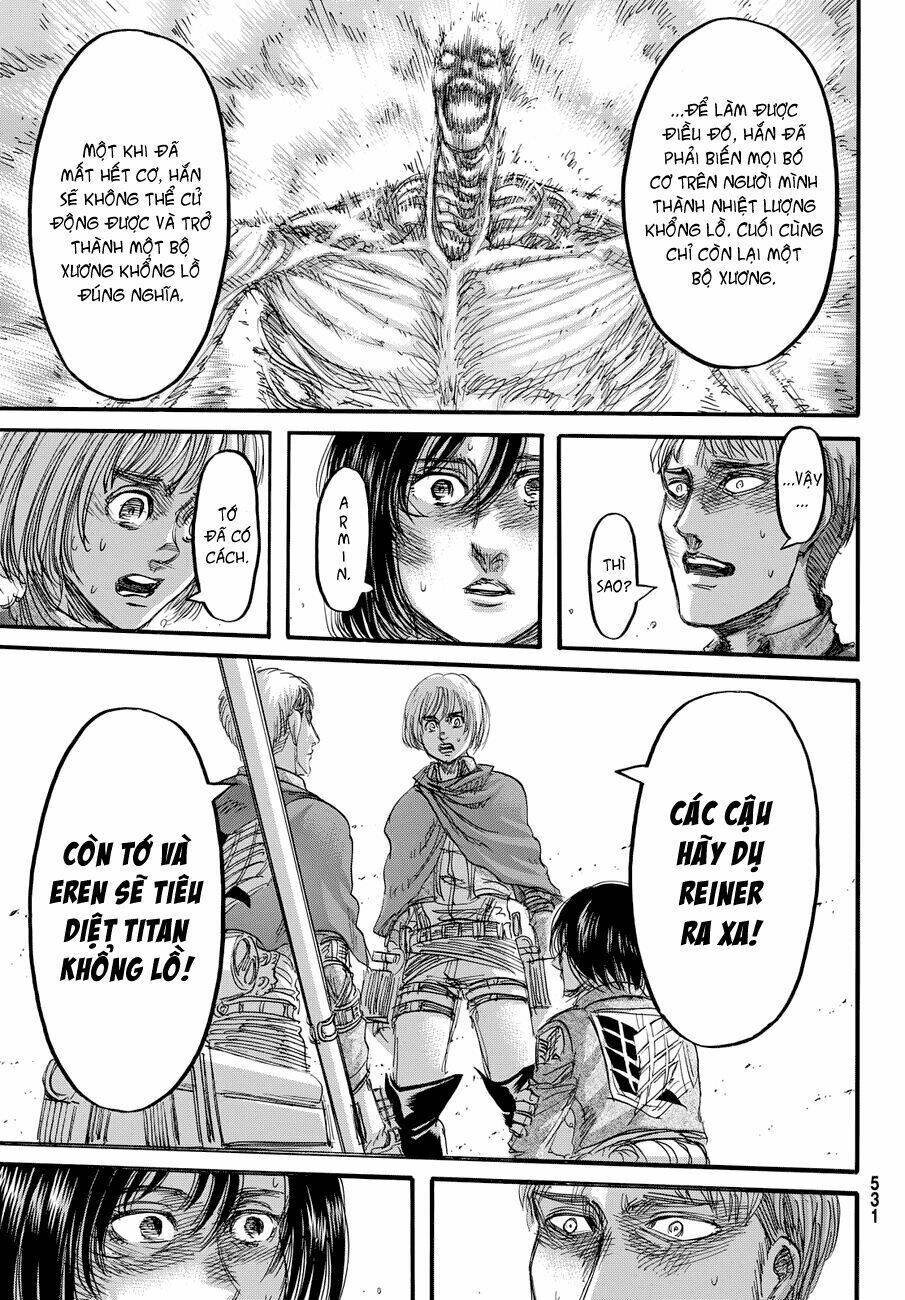 ...ĐỂ LÀM ĐƯỢC
ĐIỀU ĐÓ, HẮN ĐÃ
PHẢI BIẾN MỌI BÓ
CƠ TRÊN NGƯỜI MÌNH
THÀNH NHIỆT LƯỢNG
KHỔNG LỒ. CUỐI CÙNG
CHỈ CÒN LẠI MỘT
BỘ XƯƠNG.
MỘT KHI ĐÃ
MẤT HẾT CƠ, HẮN
SẼ KHÔNG THỂ CỬ
ĐỘNG ĐƯỢC VÀ TRỞ
THÀNH MỘT BỘ
XƯƠNG KHỔNG LỒ
ĐÚNG NGHĨA.
...VẬY
...
THÌ
SAO?
ARMIN.
TỚ
ĐÃ CÓ
CÁCH.
CÁC CẬU
HÃY DỤ
REINER
RA XA!
CÒN TỚ VÀ
EREN SẼ TIÊU
DIỆT TITAN
KHỔNG LỒ!
531